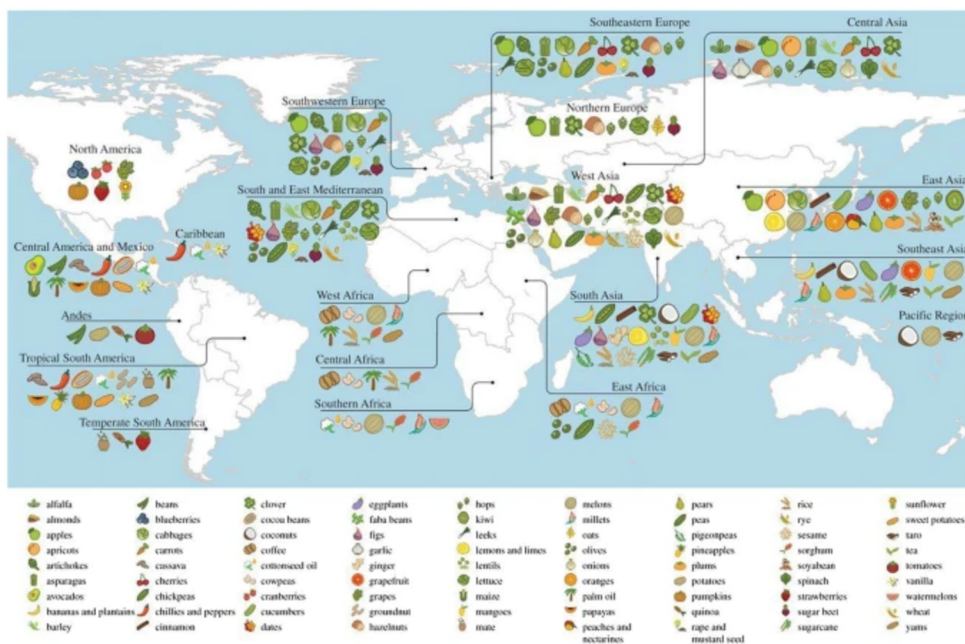 Southeastern Europe
Central Asia
Southwestern Europe
Northern Europe
North America
West Asia
South and East Mediterranean
East Asia
Caribbean
Central America and Mexico
Southeast Asia
West Africa
South Asia
Andes
Pacific Region
Central Africa
Tropical South America
East Africa
Southern Africa
Temperate South America
alfalfa beans clover eggplants hops melons pears rice sunflower
almonds blueberries cocoa beans faba beans kiwi millets peas rye sweet potatoes
apples cabbages coconuts figs leeks oats pigeonpeas sesame taro
apricots carrots coffee garlic lemons and limes olives pineapples sorghum tea
artichokes cassava cottonseed oil ginger lentils onions plums soyabean tomatoes
asparagus cherries cowpeas grapefruit lettuce oranges potatoes spinach vanilla
avocados chickpeas cranberries grapes maize palm oil pumpkins strawberries watermelons
bananas and plantains chillies and peppers cucumbers groundnut mangoes papayas quinoa sugar beet wheat
barley cinnamon dates hazelnuts mate peaches and nectarines rape and mustard seed sugarcane yams